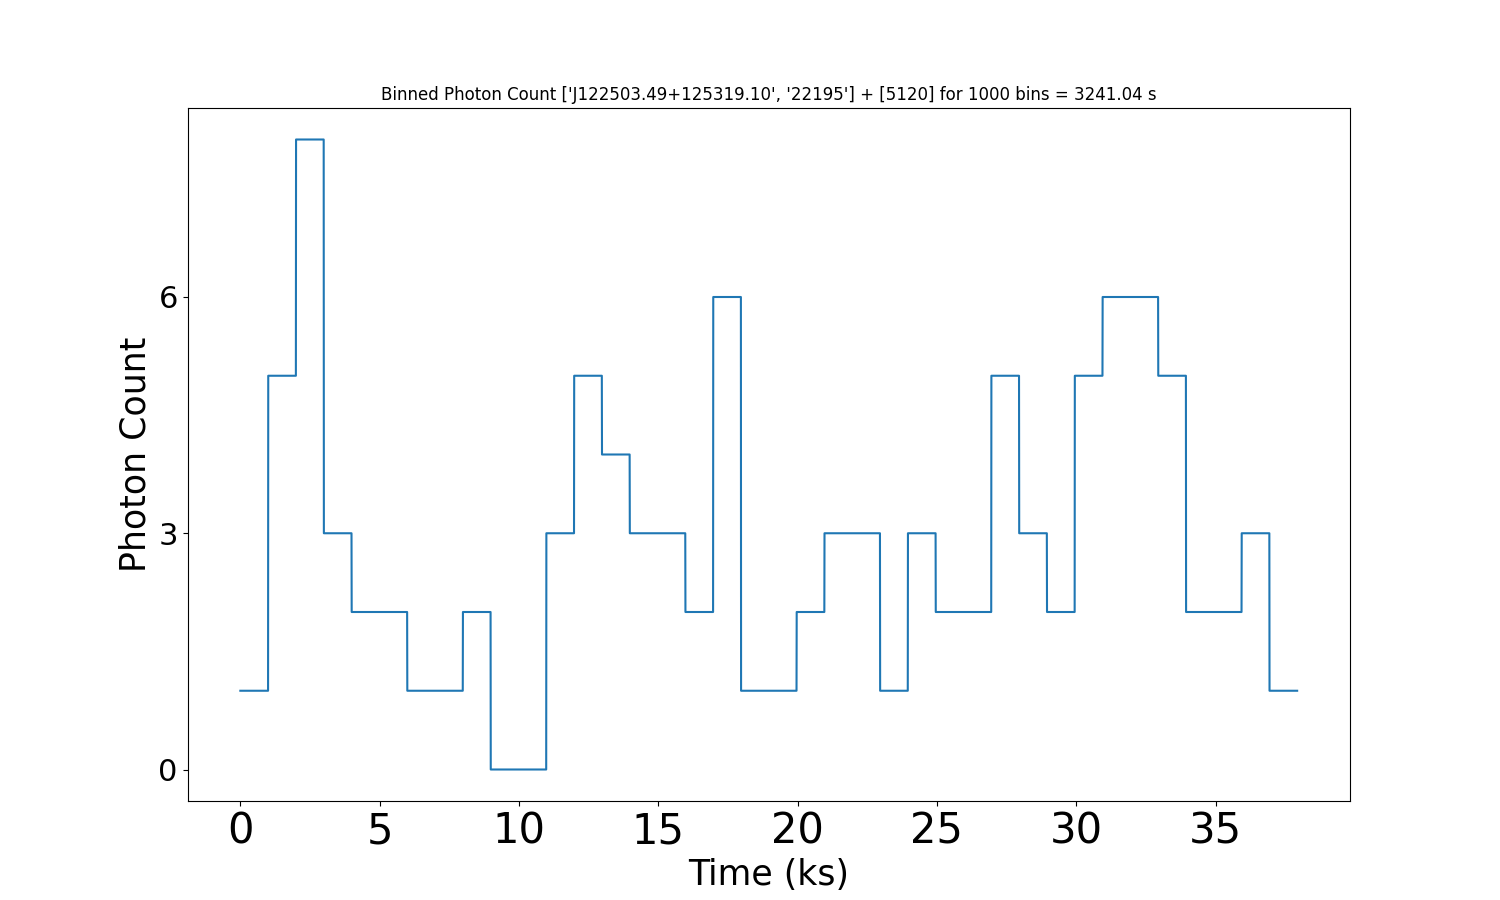 Binned Photon Count ['J122503.49+125319.10', '22195'] + [5120] for 1000 bins = 3241.04 s
6
3
0
Photon Count
0 5 10 15 20 25 30 35
Time (ks)